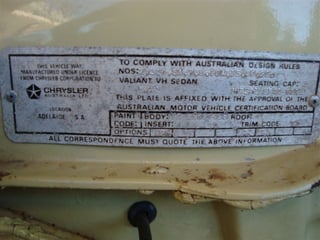 THIS VEHICLE WAS
MANUFACTURED UNDER LICENCE
FROM CHRYSLER CORPORATION
CHRYSLER
AUSTRALIA LTD.
LOCATION
ADELAIDE S.A.
TO COMPLY WITH AUSTRALIAN DESIGN RULES
NOS:
VALIANT VH SEDAN SEATING CAP:
THIS PLATE IS AFFIXED WITH THE APPROVAL OF THE
AUSTRALIAN MOTOR VEHICLE CERTIFICATION BOARD
PAINT BODY: ROOF:
CODE: INSERT: TRIM CODE:
OPTIONS
ALL CORRESPONDENCE MUST QUOTE THE ABOVE INFORMATION